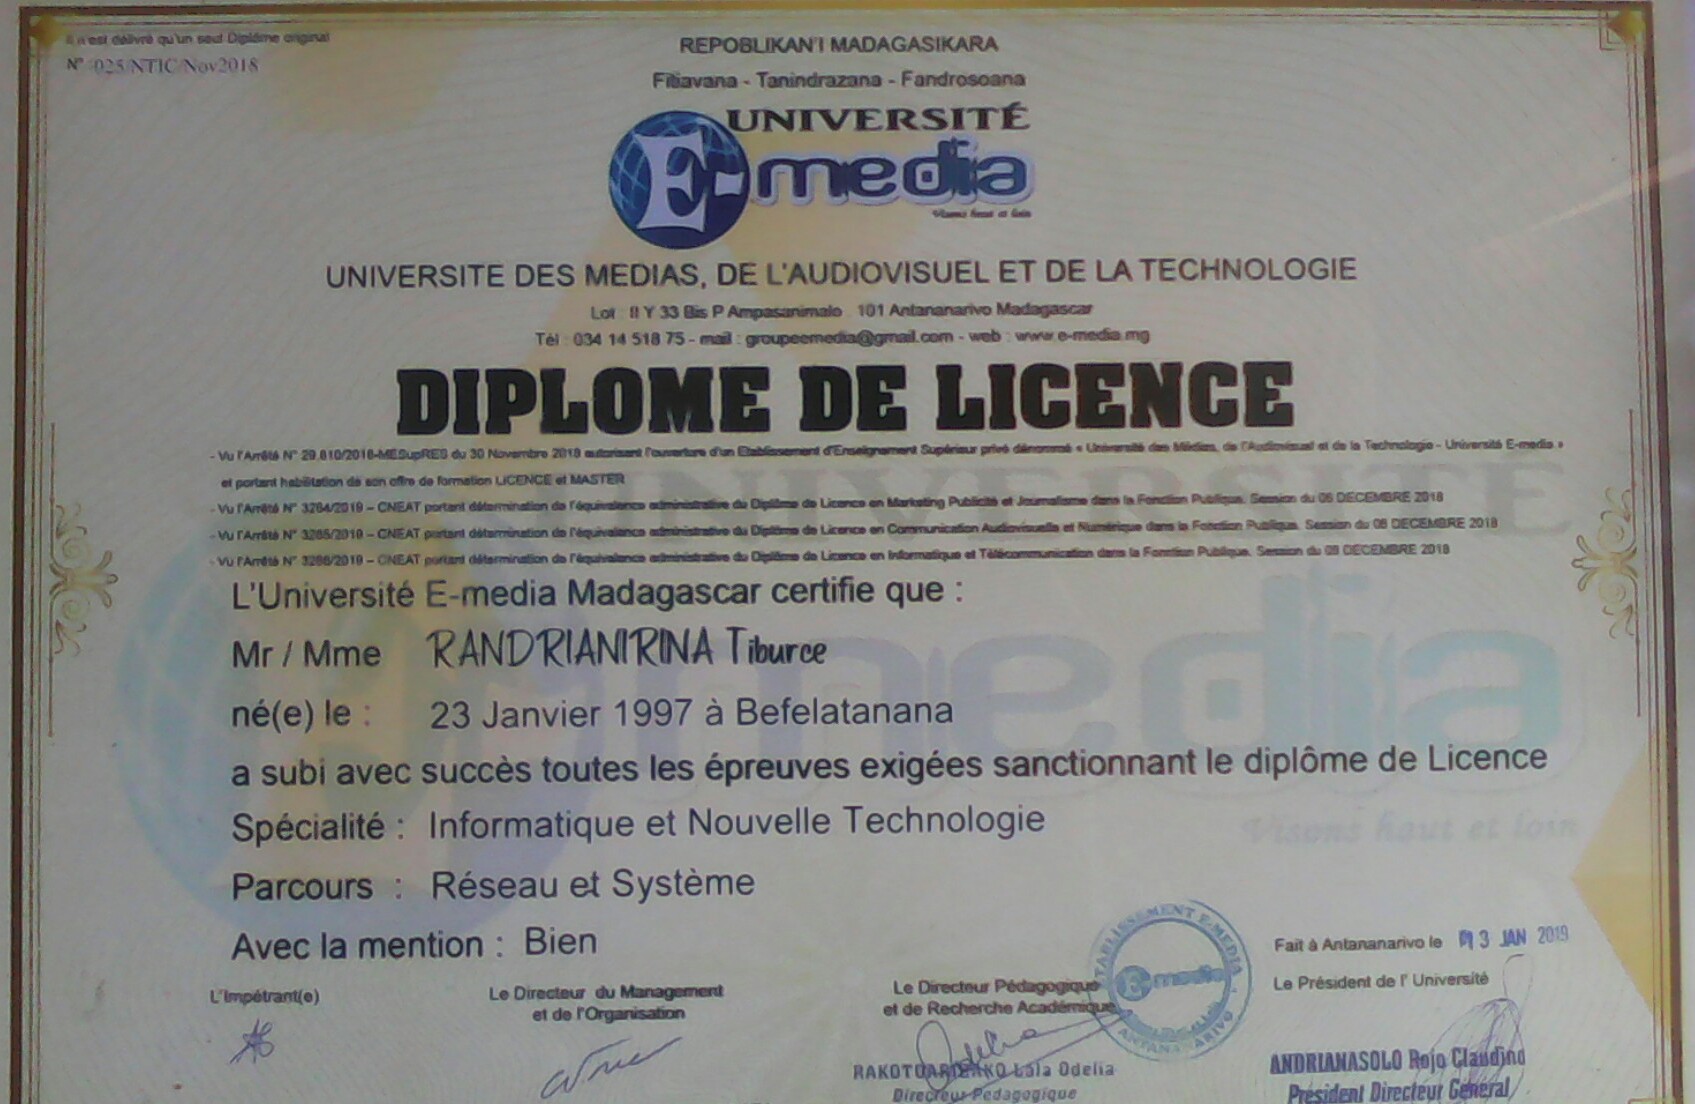 Il n'est délivré qu'un seul Diplôme original
N° 025/NTIC/Nov2018
REPOBLIKAN'I MADAGASIKARA
Fitiavana - Tanindrazana - Fandrosoana
UNIVERSITÉ
E-media
Visons haut et loin
UNIVERSITE DES MEDIAS, DE L'AUDIOVISUEL ET DE LA TECHNOLOGIE
Lot : II Y 33 Bis P Ampasanimalo 101 Antananarivo Madagascar
Tél : 034 14 518 75 - mail : groupeemedia@gmail.com - web : www.e-media.mg
DIPLOME DE LICENCE
- Vu l'Arrêté N° 29.810/2018-MESupRES du 30 Novembre 2018 autorisant l'ouverture d'un Etablissement d'Enseignement Supérieur privé dénommé « Université des Médias, de l'Audiovisuel et de la Technologie - Université E-media »
et portant habilitation de son offre de formation LICENCE et MASTER
- Vu l'Arrêté N° 3264/2019 – CNEAT portant détermination de l'équivalence administrative du Diplôme de Licence en Marketing Publicité et Journalisme dans la Fonction Publique. Session du 06 DECEMBRE 2018
- Vu l'Arrêté N° 3265/2019 – CNEAT portant détermination de l'équivalence administrative du Diplôme de Licence en Communication Audiovisuelle et Numérique dans la Fonction Publique. Session du 06 DECEMBRE 2018
- Vu l'Arrêté N° 3266/2019 – CNEAT portant détermination de l'équivalence administrative du Diplôme de Licence en Informatique et Télécommunication dans la Fonction Publique. Session du 06 DECEMBRE 2018
L'Université E-media Madagascar certifie que :
Mr / Mme RANDRIANIRINA Tiburce
né(e) le : 23 Janvier 1997 à Befelatanana
a subi avec succès toutes les épreuves exigées sanctionnant le diplôme de Licence
Spécialité : Informatique et Nouvelle Technologie
Visons haut et loin
Parcours : Réseau et Système
Avec la mention : Bien
Fait à Antananarivo le 3 JAN 2019
L'Impétrant(e)
Le Directeur du Management
et de l'Organisation
Le Directeur Pédagogique
et de Recherche Académique
Le Président de l' Université
ETABLISSEMENT E-MEDIA
E-media
ANTANANARIVO
Lala Odelia
Directeur Pedagogique
ANDRIANASOLO Rojo Claudino
Président Directeur Général